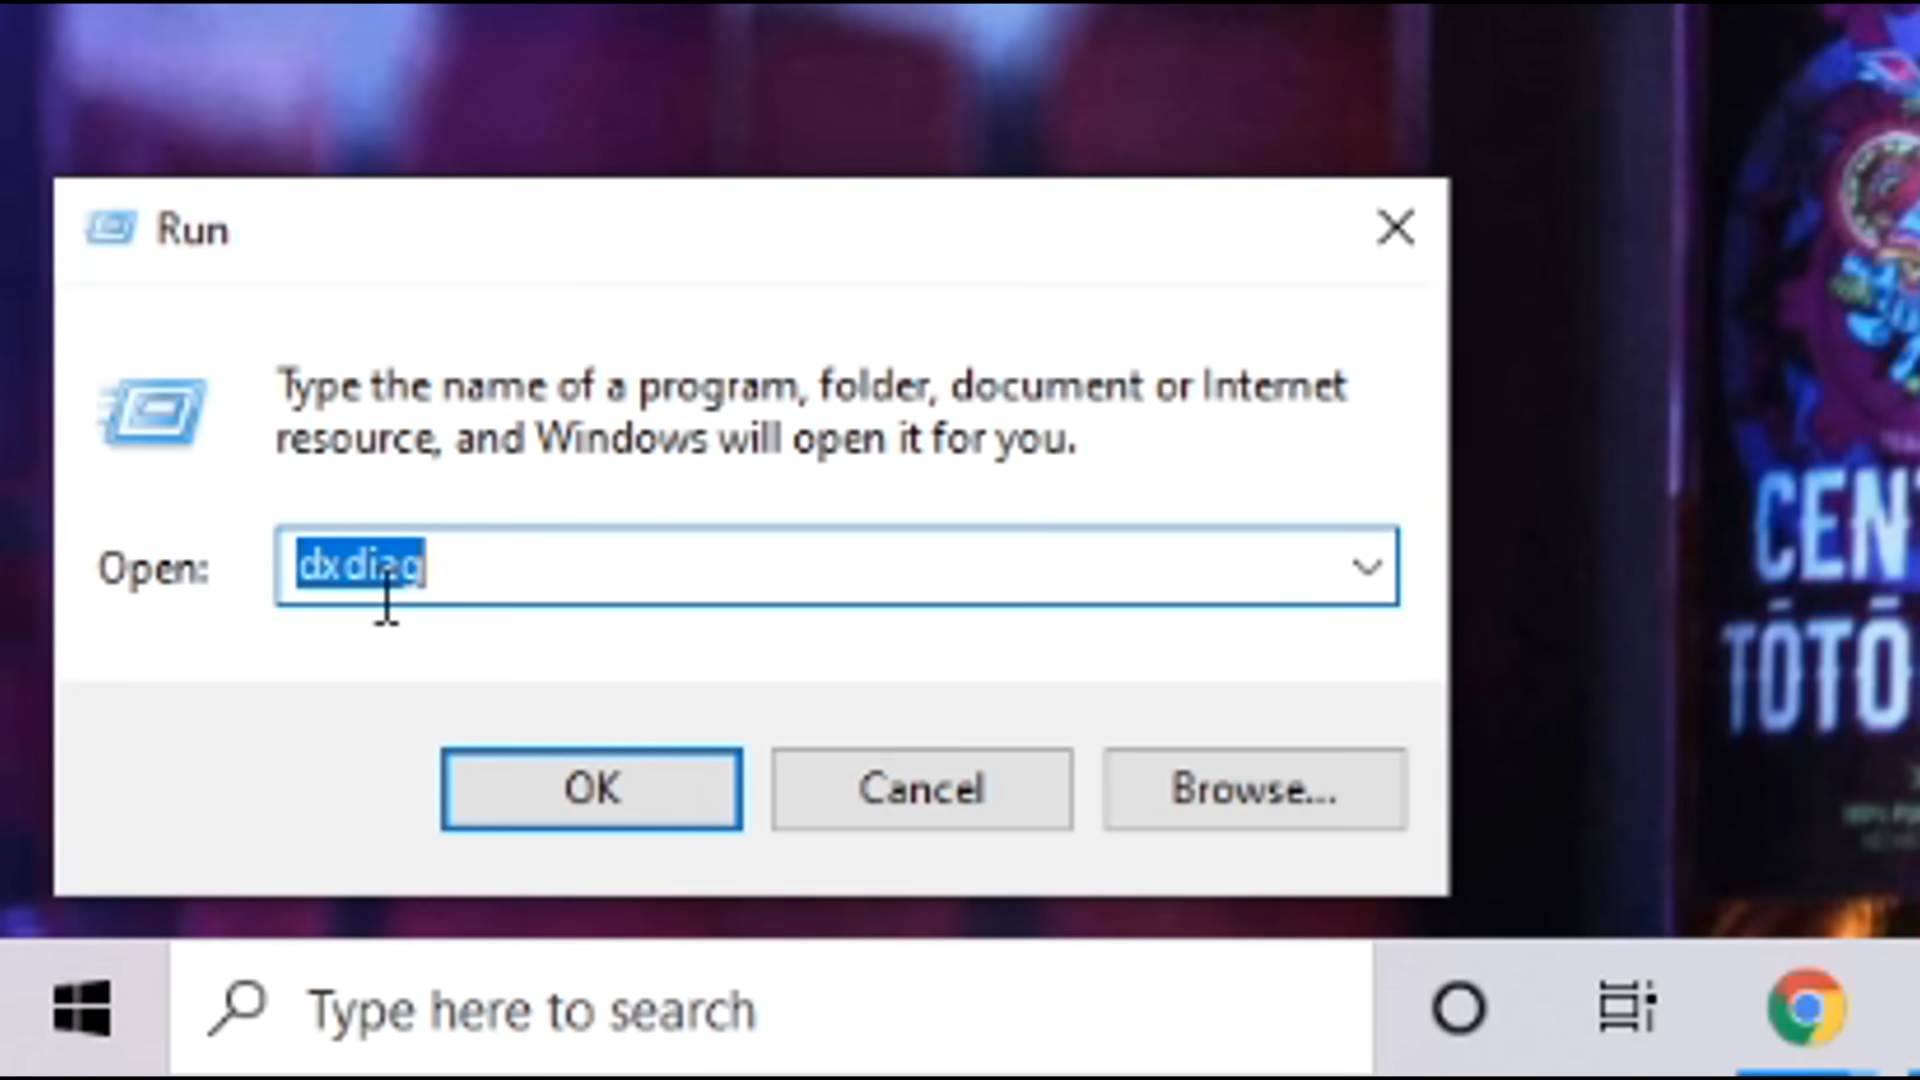 Run
Type the name of a program, folder, document or Internet
resource, and Windows will open it for you.
Open:
dxdiag
OK
Cancel
Browse...
CEN
TŌTŌ
Type here to search